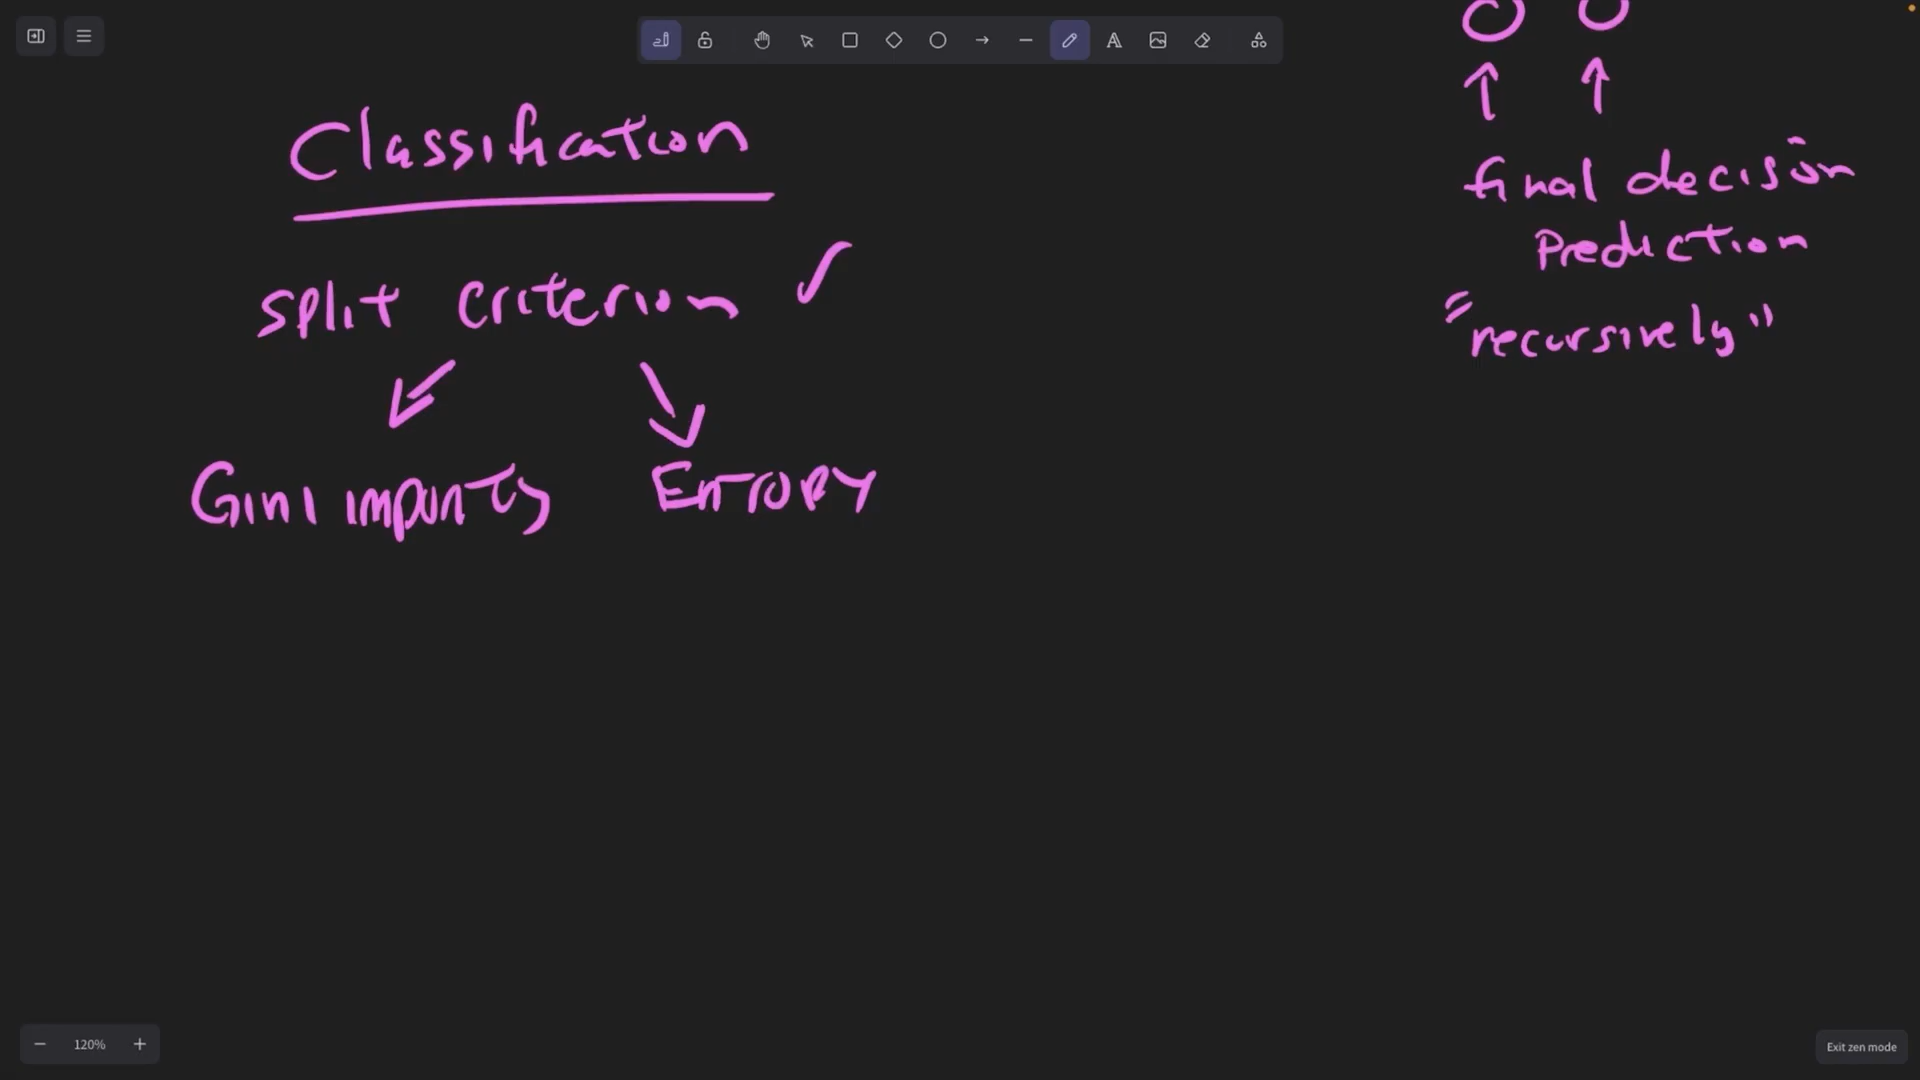 Classification
split criterion
Gini impurity Entropy
final decision
Prediction
"recursively"
120%
Exit zen mode